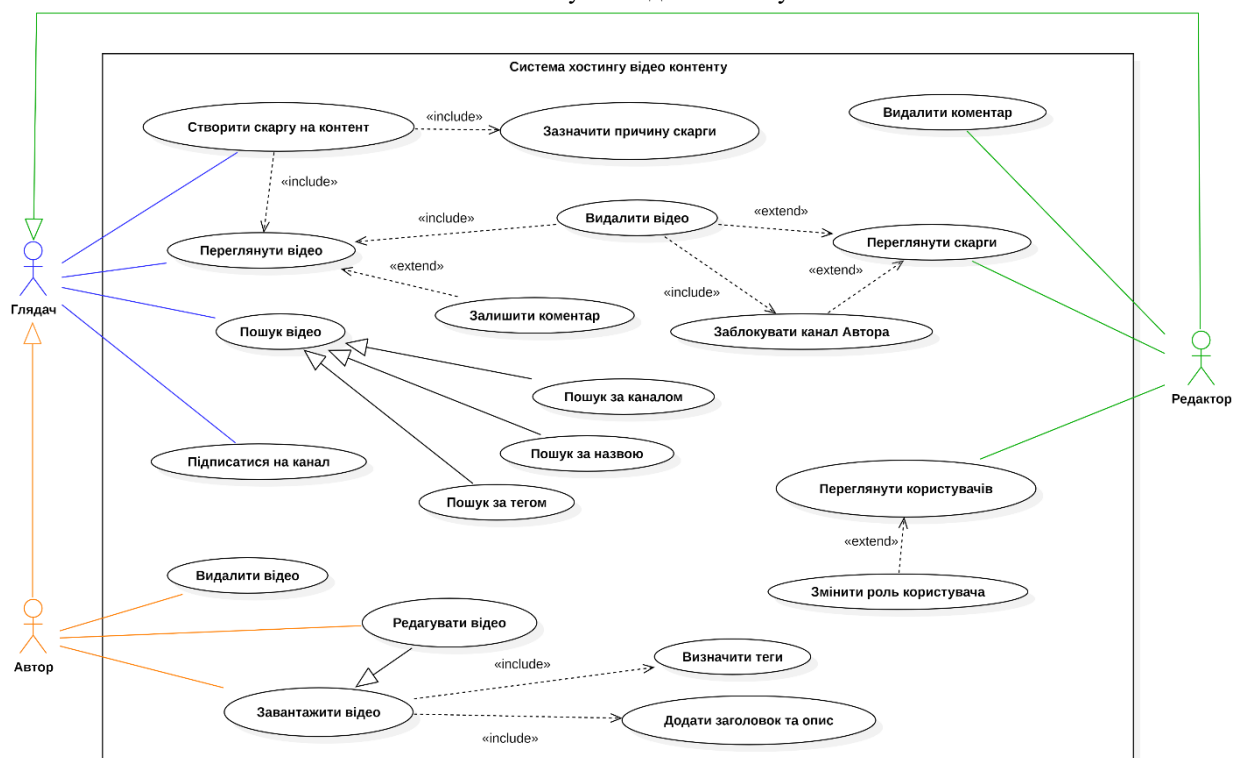 Система хостингу відео контенту
Створити скаргу на контент
«include»
Зазначити причину скарги
Видалити коментар
«include»
«include»
Видалити відео
«extend»
Переглянути скарги
Переглянути відео
«extend»
«extend»
«include»
Глядач
Залишити коментар
Пошук відео
Заблокувати канал Автора
Пошук за каналом
Редактор
Пошук за назвою
Підписатися на канал
Пошук за тегом
Переглянути користувачів
«extend»
Видалити відео
Змінити роль користувача
Редагувати відео
Автор
«include»
Визначити теги
Завантажити відео
Додати заголовок та опис
«include»